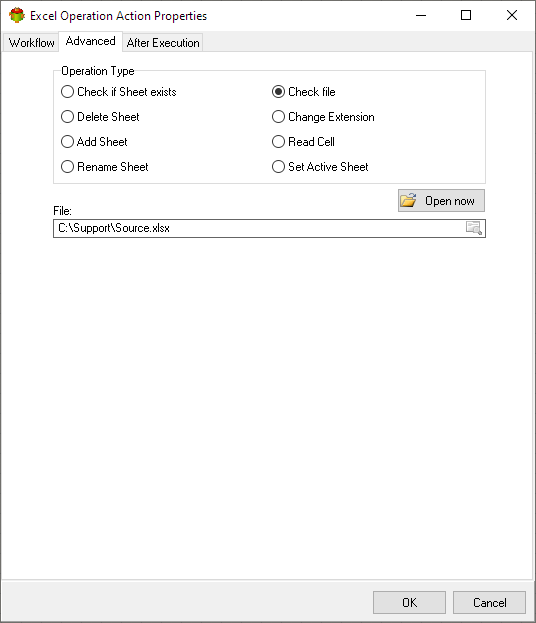 Excel Operation Action Properties
Workflow Advanced After Execution
Operation Type
Check if Sheet exists Check file
Delete Sheet Change Extension
Add Sheet Read Cell
Rename Sheet Set Active Sheet
Open now
File:
C:\Support\Source.xlsx
OK Cancel